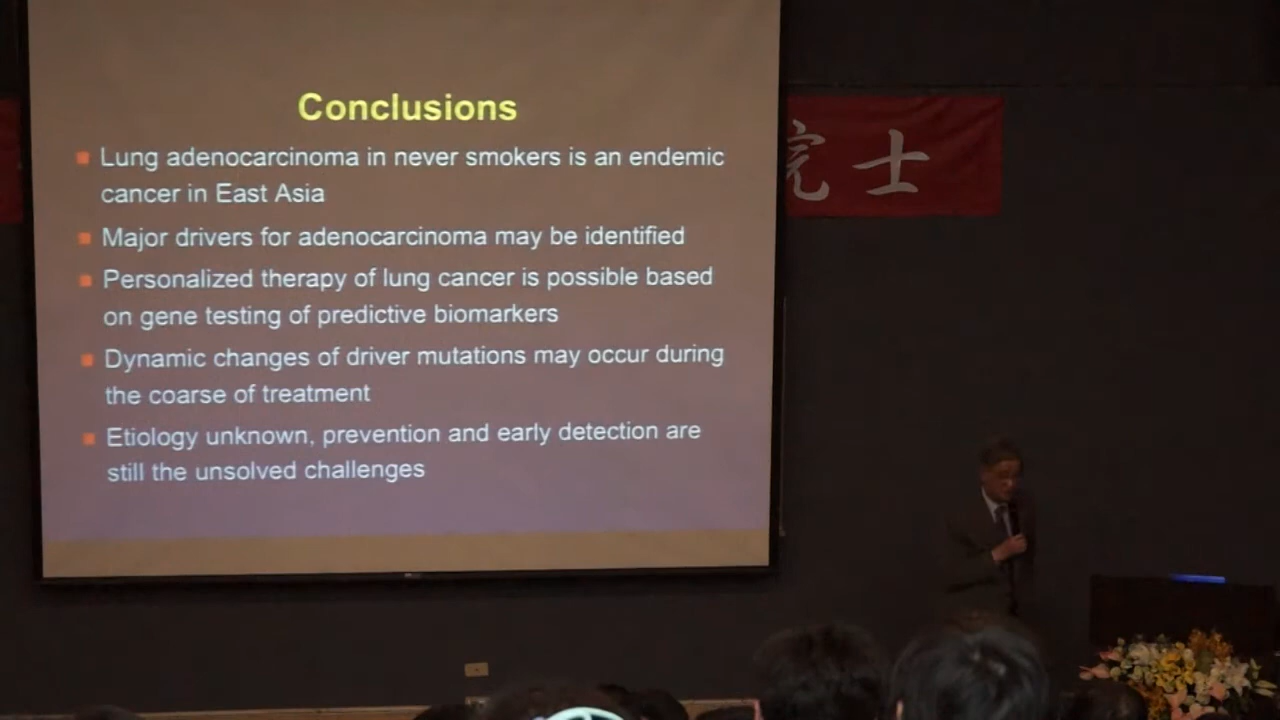 Conclusions
Lung adenocarcinoma in never smokers is an endemic
cancer in East Asia
Major drivers for adenocarcinoma may be identified
Personalized therapy of lung cancer is possible based
on gene testing of predictive biomarkers
Dynamic changes of driver mutations may occur during
the coarse of treatment
Etiology unknown, prevention and early detection are
still the unsolved challenges
院士